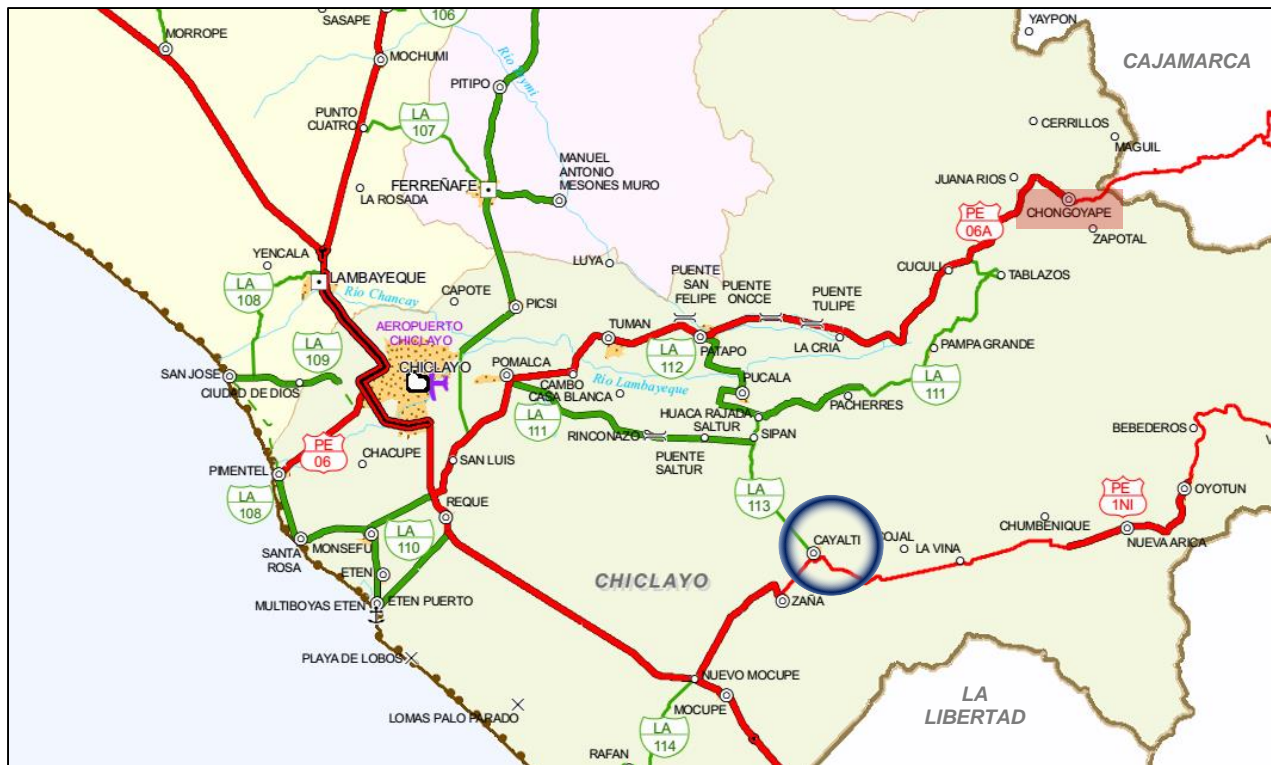 SASAPE
106
YAYPON
MORROPE
MOCHUMI
CAJAMARCA
PITIPO
PUNTO
CUATRO
LA
107
CERRILLOS
MAGUIL
MANUEL
ANTONIO
MESONES MURO
JUANA RIOS
FERREÑAFE
LA ROSADA
CHONGOYAPE
PE
06A
ZAPOTAL
YENCALA
LUYA
PUENTE
SAN
FELIPE
PUENTE
ONCCE
PUENTE
TULIPE
CUCULI
TABLAZOS
LAMBAYEQUE
LA
108
Río Chancay
CAPOTE
PICSI
AEROPUERTO
CHICLAYO
TUMAN
LA
109
LA
112
PATAPO
LA CRIA
PAMPA GRANDE
CHICLAYO
POMALCA
SAN JOSE
CIUDAD DE DIOS
CAMBO
CASA BLANCA
Río Lambayeque
PUCALA
LA
111
PACHERRES
LA
111
HUACA RAJADA
SALTUR
SIPAN
RINCONAZO
PUENTE
SALTUR
BEBEDEROS
PE
06
CHACUPE
SAN LUIS
PIMENTEL
LA
108
LA
113
PE
1NI
OYOTUN
REQUE
CHUMBENIQUE
NUEVA ARICA
SANTA
ROSA
MONSEFU
LA
110
CAYALTI
OJAL
LA VINA
ETEN
CHICLAYO
ZAÑA
MULTIBOYAS ETEN
ETEN PUERTO
PLAYA DE LOBOS
NUEVO MOCUPE
MOCUPE
LA
LIBERTAD
LOMAS PALO PARADO
LA
114
RAFAN